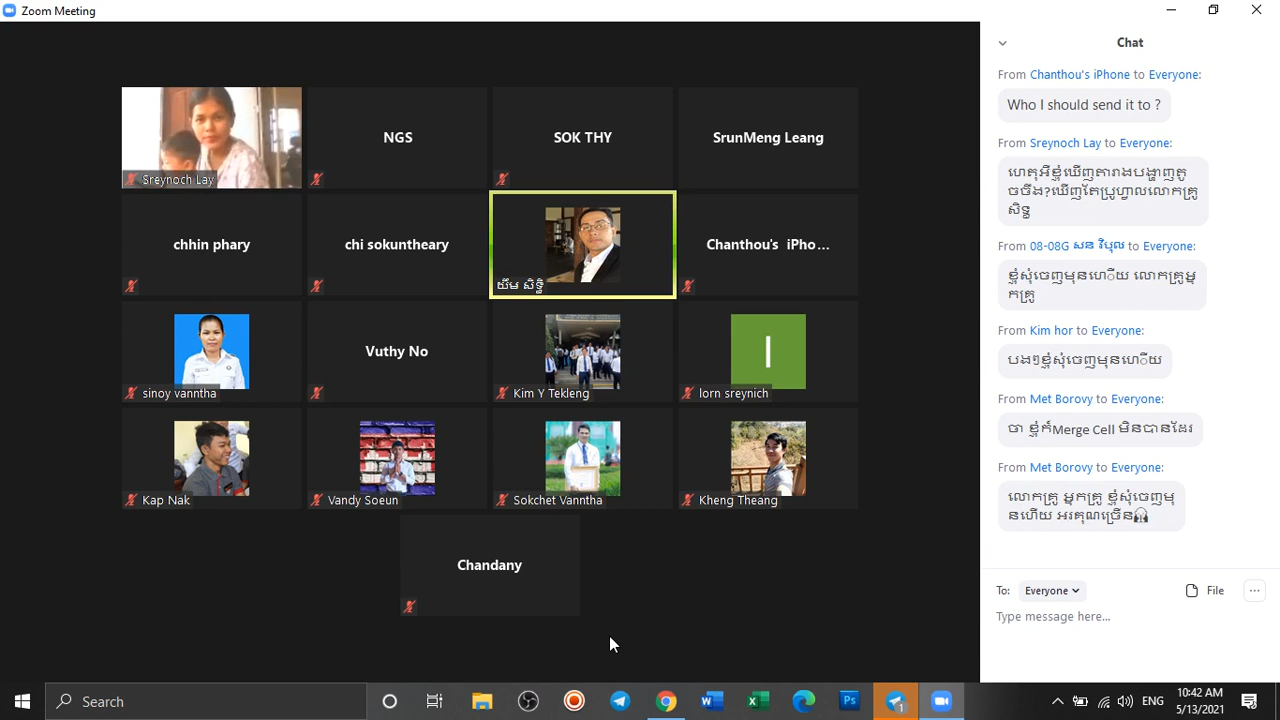 Zoom Meeting
Sreynoch Lay
NGS
SOK THY
SrunMeng Leang
chhin phary
chi sokuntheary
យឹម សិទ្ធិ
Chanthou's iPho...
sinoy vanntha
Vuthy No
Kim Y Tekleng
I
lorn sreynich
Kap Nak
Vandy Soeun
Sokchet Vanntha
Kheng Theang
Chandany
Chat
From Chanthou's iPhone to Everyone:
Who I should send it to ?
From Sreynoch Lay to Everyone:
ហេតុអីខ្ញុំឃើញតារាងបង្ហាញតូ
ចចឹង?ឃើញតែប្រូហ្វាលលោកគ្រូ
សិទ្ធ
From 08-08G សន វិបុល to Everyone:
ខ្ញុំសុំចេញមុនហេីយ លោកគ្រូអ្ន
កគ្រូ
From Kim hor to Everyone:
បងៗខ្ញុំសុំចេញមុនហេីយ
From Met Borovy to Everyone:
ចា ខ្ញុំក៏Merge Cell មិនបានដែរ
From Met Borovy to Everyone:
លោកគ្រូ អ្នកគ្រូ ខ្ញុំសុំចេញមុ
នហើយ អរគុណច្រើន🙏
To: Everyone
File
Type message here...
Search
Ps
1
ENG
10:42 AM
5/13/2021